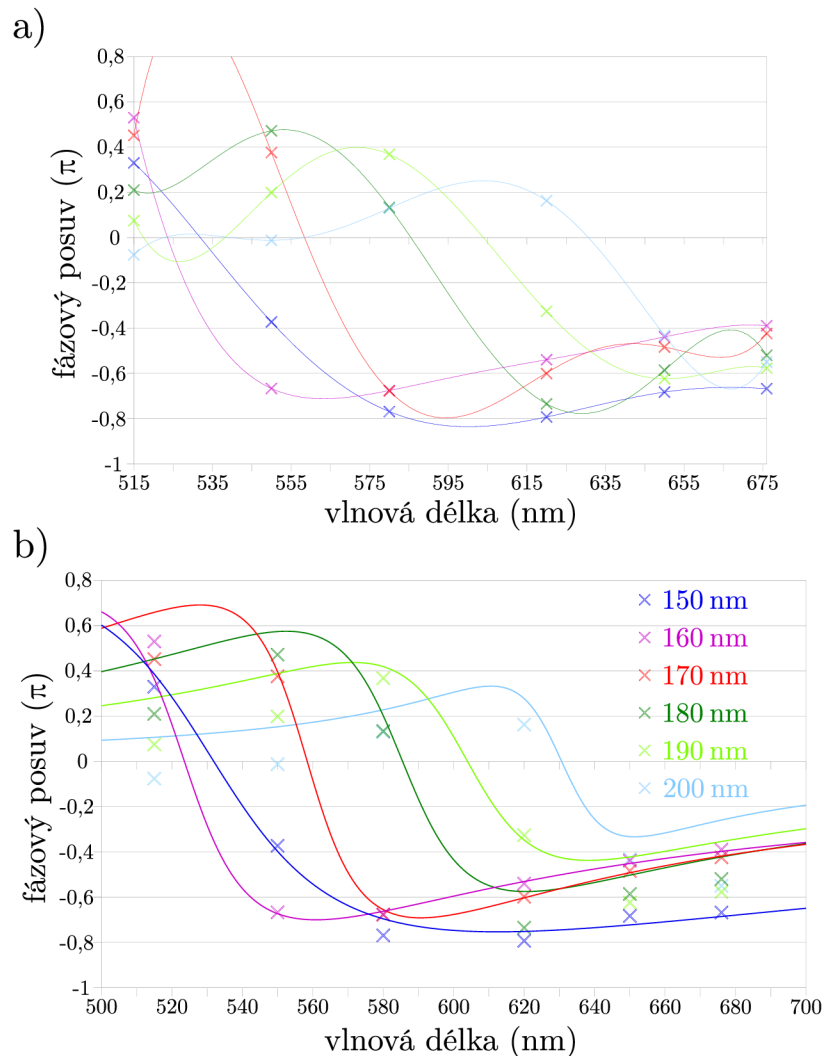 a)
0,8
0,6
0,4
0,2
0
-0,2
-0,4
-0,6
-0,8
-1
fázový posuv (π)
515 535 555 575 595 615 635 655 675
vlnová délka (nm)
b)
0,8
0,6
0,4
0,2
0
-0,2
-0,4
-0,6
-0,8
-1
fázový posuv (π)
150 nm
160 nm
170 nm
180 nm
190 nm
200 nm
500 520 540 560 580 600 620 640 660 680 700
vlnová délka (nm)